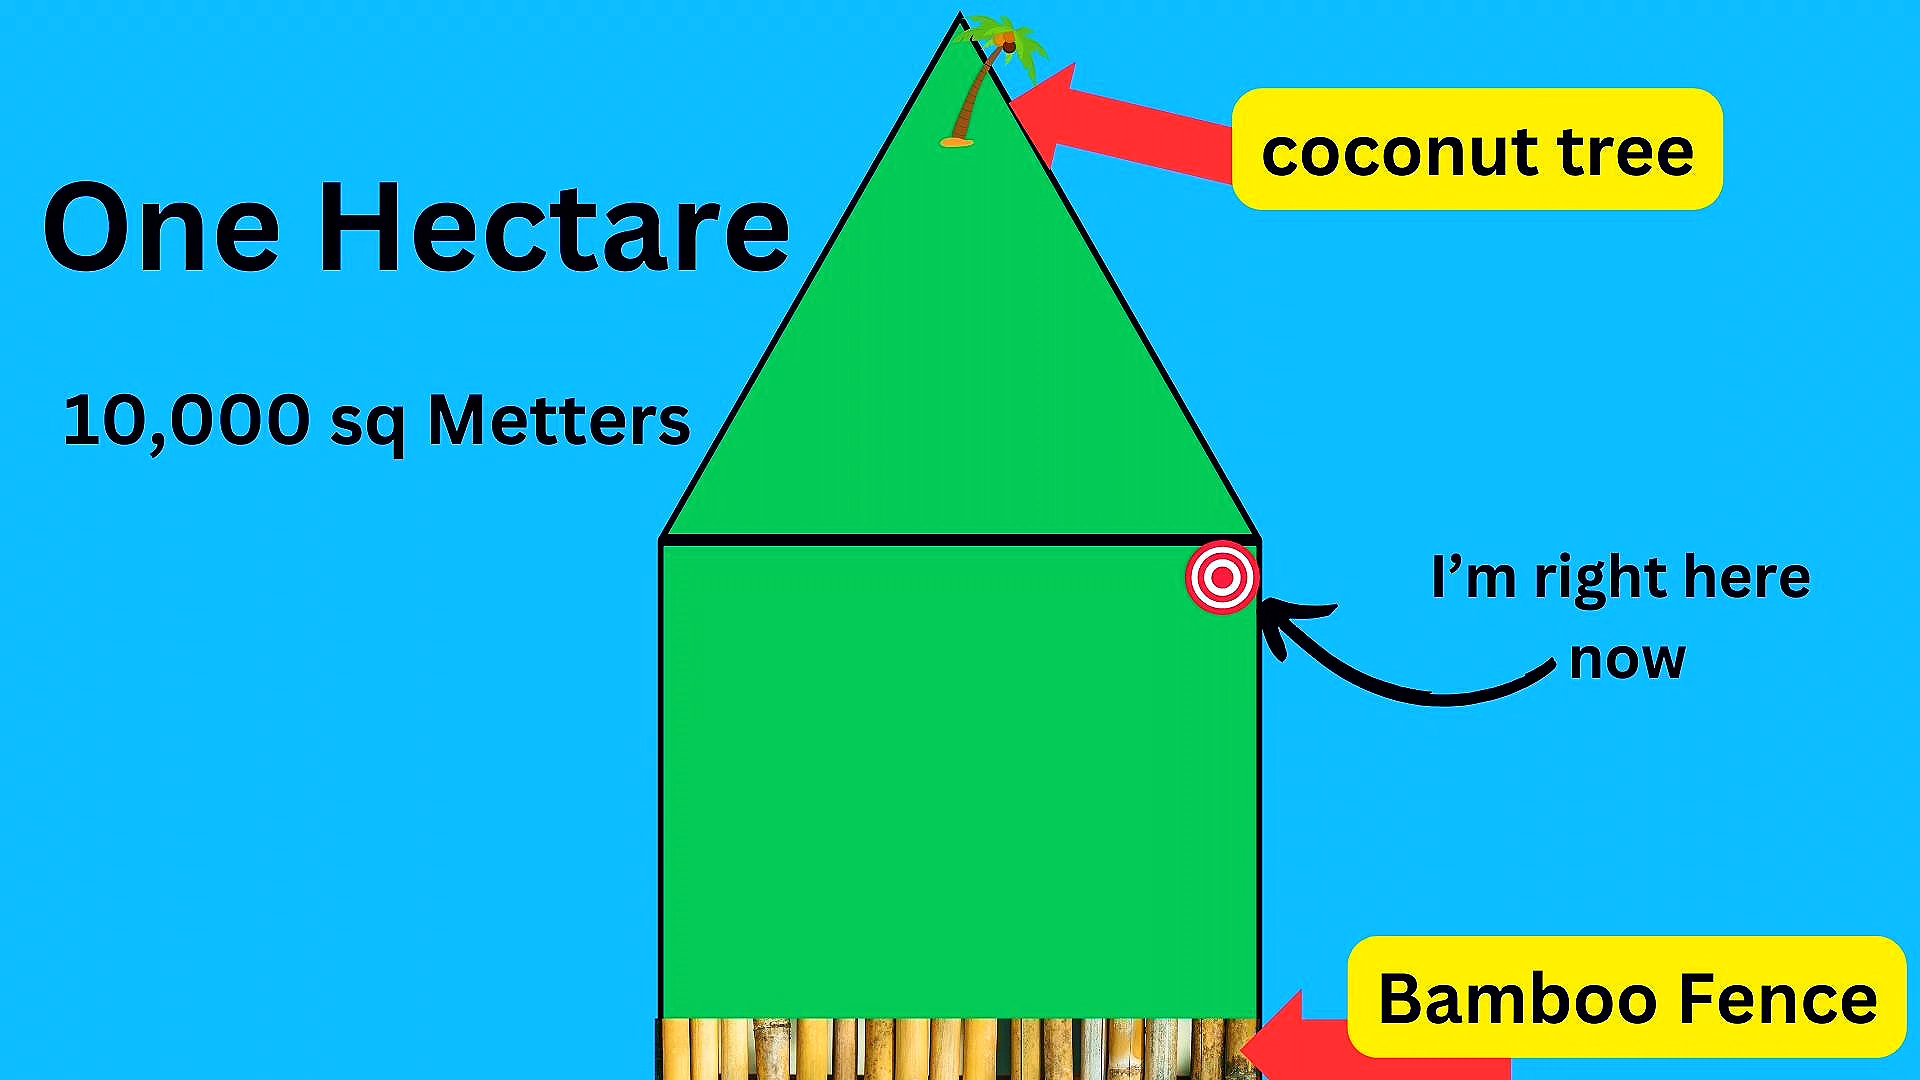 coconut tree
One Hectare
10,000 sq Metters
I’m right here
now
Bamboo Fence